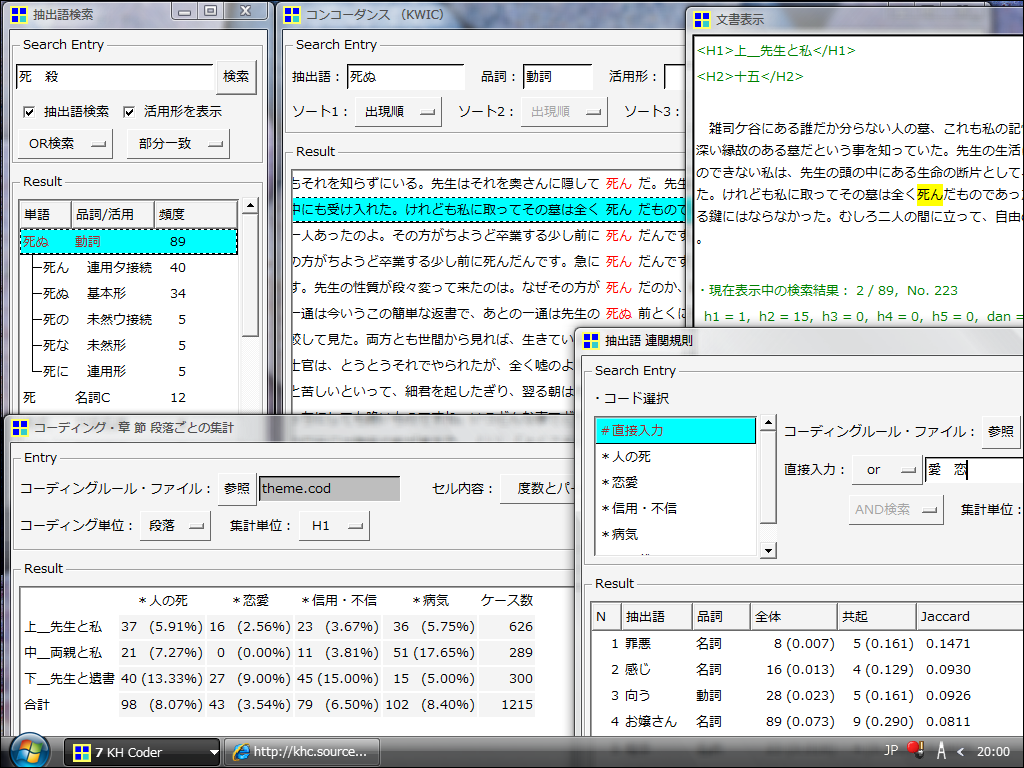 抽出語検索
Search Entry
死　殺
検索
抽出語検索
活用形を表示
OR検索
部分一致
Result
単語 品詞/活用 頻度
死ぬ 動詞 89
死ん 連用タ接続 40
死ぬ 基本形 34
死の 未然ウ接続 5
死な 未然形 5
死に 連用形 5
死 名詞C 12
コンコーダンス （KWIC）
Search Entry
抽出語： 死ぬ 品詞： 動詞 活用形：
ソート1： 出現順 ソート2： 出現順 ソート3：
Result
もそれを知らずにいる。先生はそれを奥さんに隠して 死ん だ。先生
中にも受け入れた。けれども私に取ってその墓は全く 死ん だもので
一人あったのよ。その方がちょうど卒業する少し前に 死ん だんです
の方がちょうど卒業する少し前に死んだんです。急に 死ん だんです
す。先生の性質が段々変って来たのは。なぜその方が 死ん だのか、
一通は今いうこの簡単な返書で、あとの一通は先生の 死ぬ 前とくに
較して見た。両方とも世間から見れば、生きてい
士官は、とうとうそれでやられたが、全く嘘のよ
と苦しいといって、細君を起したぎり、翌る朝は
文書表示
<H1>上__先生と私</H1>
<H2>十五</H2>
雑司ケ谷にある誰だか分らない人の墓、これも私の記
深い縁故のある墓だという事を知っていた。先生の生活に
のできない私は、先生の頭の中にある生命の断片として、
た。けれども私に取ってその墓は全く死んだものであった
る鍵にはならなかった。むしろ二人の間に立って、自由の
。
・現在表示中の検索結果： 2 / 89, No. 223
h1 = 1, h2 = 15, h3 = 0, h4 = 0, h5 = 0, dan =
コーディング・章 節 段落ごとの集計
Entry
コーディングルール・ファイル： 参照 theme.cod セル内容： 度数とパー
コーディング単位： 段落 集計単位： H1
Result
＊人の死 ＊恋愛 ＊信用・不信 ＊病気 ケース数
上__先生と私 37 (5.91%) 16 (2.56%) 23 (3.67%) 36 (5.75%) 626
中__両親と私 21 (7.27%) 0 (0.00%) 11 (3.81%) 51 (17.65%) 289
下__先生と遺書 40 (13.33%) 27 (9.00%) 45 (15.00%) 15 (5.00%) 300
合計 98 (8.07%) 43 (3.54%) 79 (6.50%) 102 (8.40%) 1215
抽出語 連関規則
Search Entry
・コード選択
＃直接入力
＊人の死
＊恋愛
＊信用・不信
＊病気
コーディングルール・ファイル： 参照
直接入力： or 愛　恋
AND検索 集計単位：
Result
N 抽出語 品詞 全体 共起 Jaccard
1 罪悪 名詞 8 (0.007) 5 (0.161) 0.1471
2 感じ 名詞 16 (0.013) 4 (0.129) 0.0930
3 向う 動詞 28 (0.023) 5 (0.161) 0.0926
4 お嬢さん 名詞 89 (0.073) 9 (0.290) 0.0811
7 KH Coder
http://khc.source...
JP A < 20:00